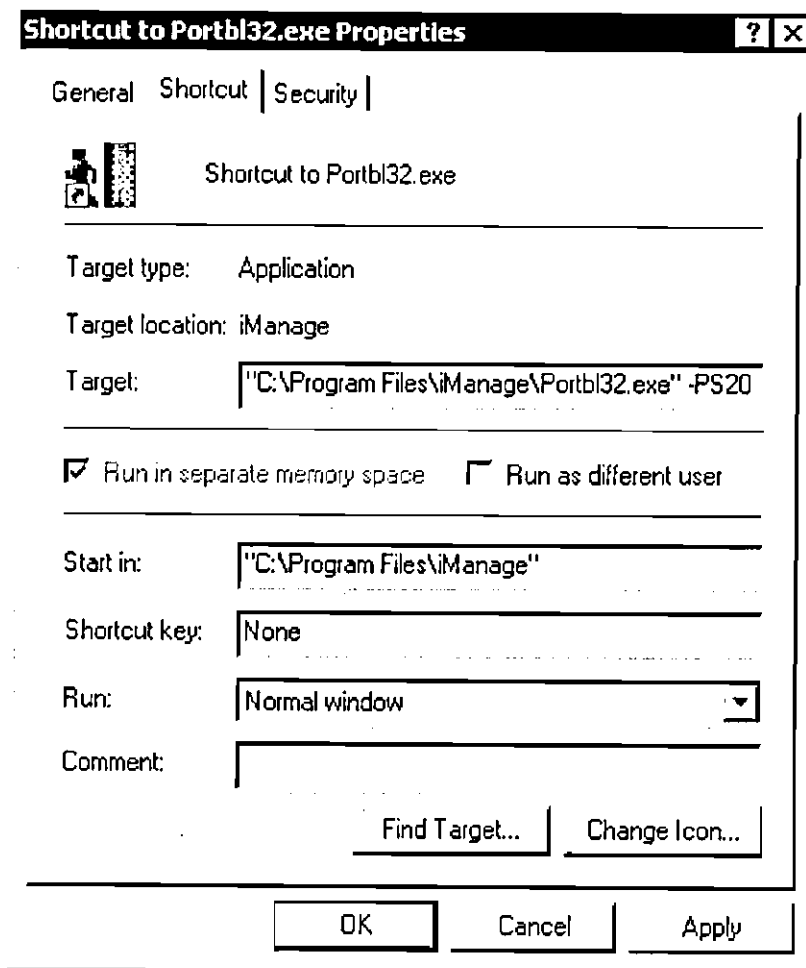 Shortcut to Portbl32.exe Properties ? ×
General Shortcut Security
Shortcut to Portbl32.exe
Target type: Application
Target location: iManage
Target: "C:\Program Files\iManage\Portbl32.exe" -PS20
Run in separate memory space Run as different user
Start in: "C:\Program Files\iManage"
Shortcut key: None
Run: Normal window
Comment:
Find Target... Change Icon...
OK Cancel Apply